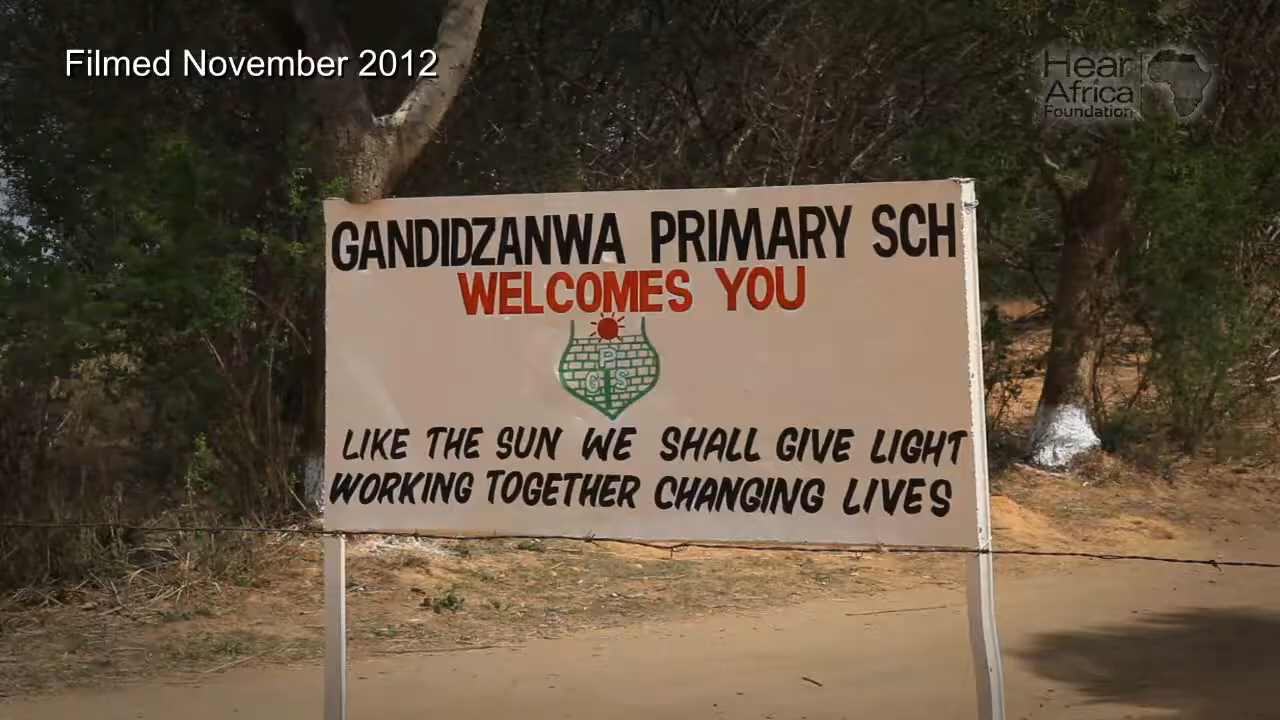 Filmed November 2012
Hear
Africa
Foundation
GANDIDZANWA PRIMARY SCH
WELCOMES YOU
P
G S
LIKE THE SUN WE SHALL GIVE LIGHT
WORKING TOGETHER CHANGING LIVES